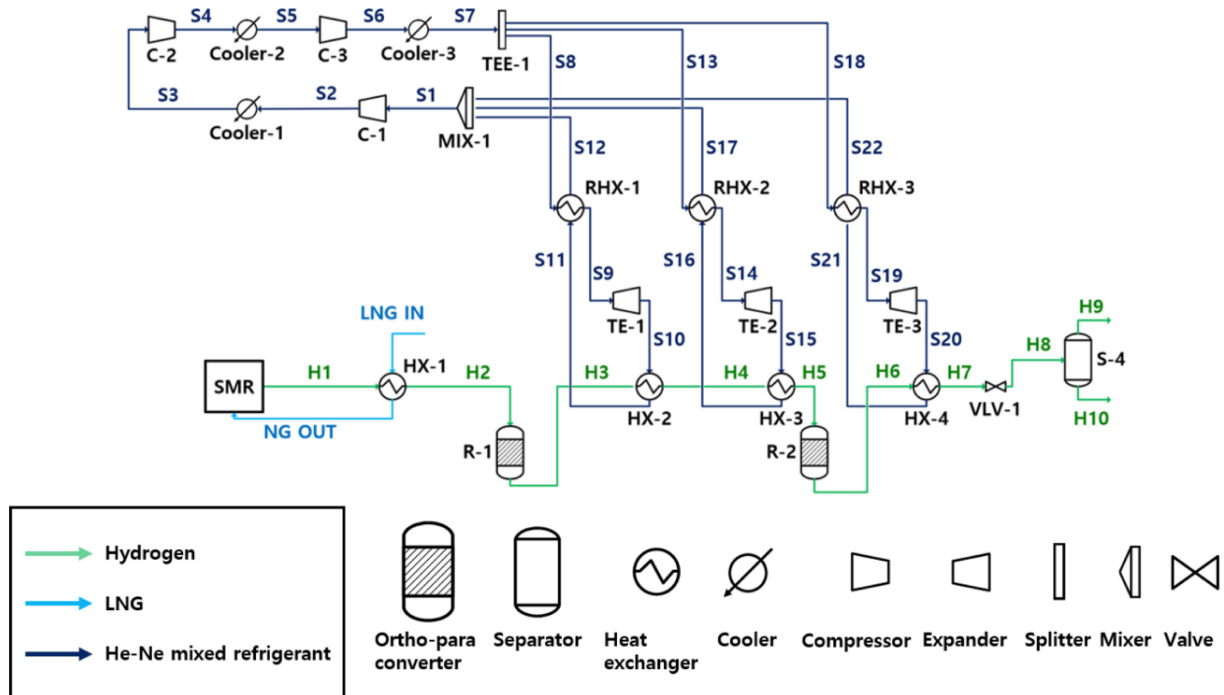 S4
S5
S6
S7
C-2
Cooler-2
C-3
Cooler-3
TEE-1
S8
S13
S18
S3
S2
S1
Cooler-1
C-1
MIX-1
S12
S17
S22
RHX-1
RHX-2
RHX-3
S11
S9
S16
S14
S21
S19
TE-1
TE-2
TE-3
LNG IN
S10
S15
S20
H9
SMR
H1
HX-1
H2
H3
H4
H5
H6
H7
H8
S-4
NG OUT
HX-2
HX-3
HX-4
VLV-1
H10
R-1
R-2
Hydrogen
LNG
He-Ne mixed refrigerant
Ortho-para
converter
Separator
Heat
exchanger
Cooler
Compressor
Expander
Splitter
Mixer
Valve